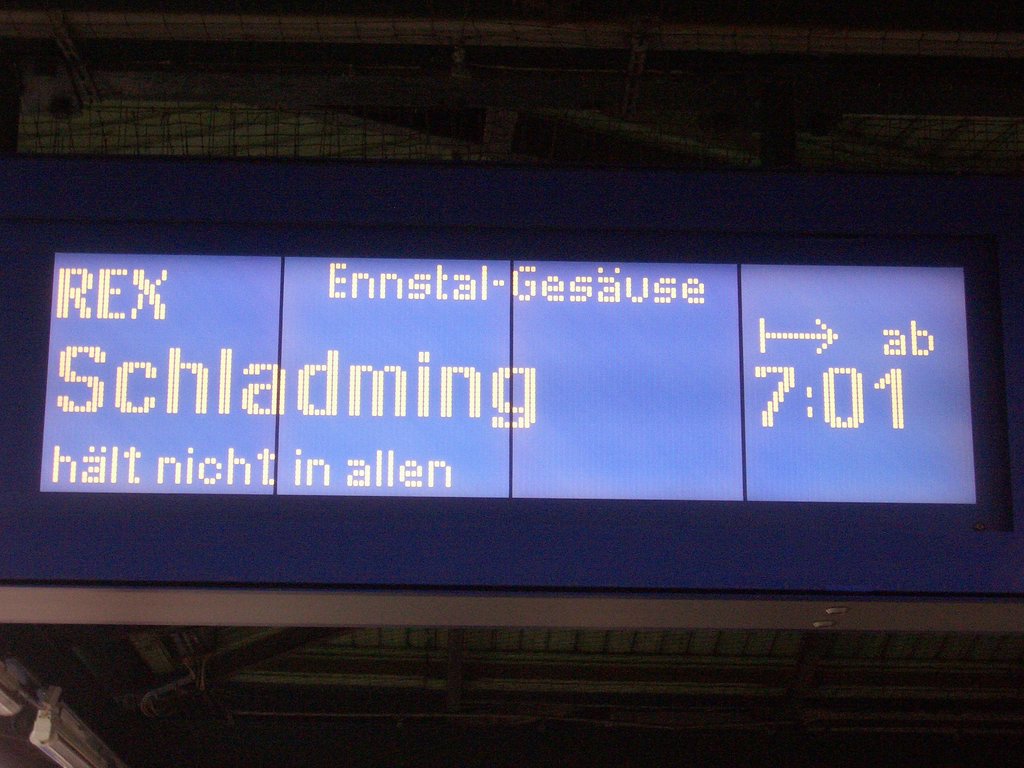 REX Ennstal-Gesäuse
ab
Schladming 7:01
hält nicht in allen